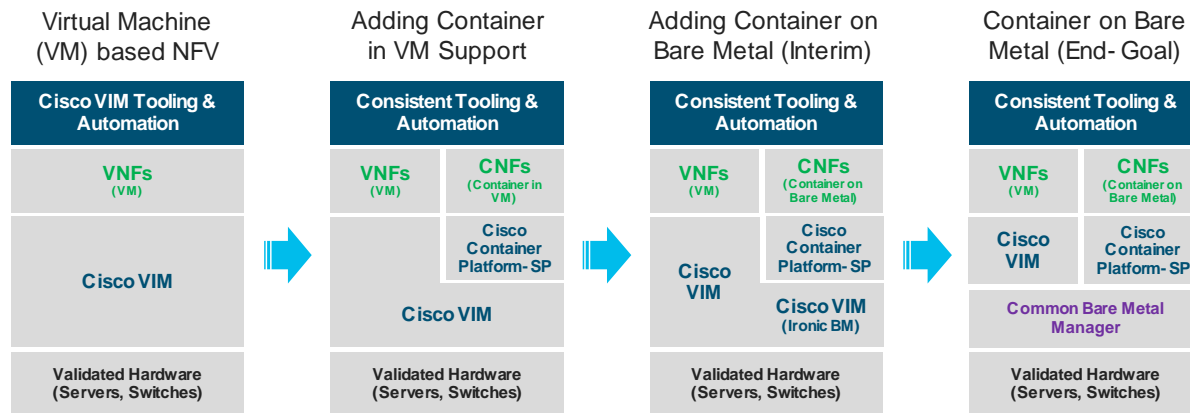 Virtual Machine
(VM) based NFV
Cisco VIM Tooling &
Automation
VNFs
(VM)
Cisco VIM
Validated Hardware
(Servers, Switches)
Adding Container
in VM Support
Consistent Tooling &
Automation
VNFs
(VM)
CNFs
(Container in
VM)
Cisco
Container
Platform- SP
Cisco VIM
Validated Hardware
(Servers, Switches)
Adding Container on
Bare Metal (Interim)
Consistent Tooling &
Automation
VNFs
(VM)
CNFs
(Container on
Bare Metal)
Cisco
VIM
Cisco
Container
Platform- SP
Cisco VIM
(Ironic BM)
Validated Hardware
(Servers, Switches)
Container on Bare
Metal (End- Goal)
Consistent Tooling &
Automation
VNFs
(VM)
CNFs
(Container on
Bare Metal)
Cisco
VIM
Cisco
Container
Platform- SP
Common Bare Metal
Manager
Validated Hardware
(Servers, Switches)